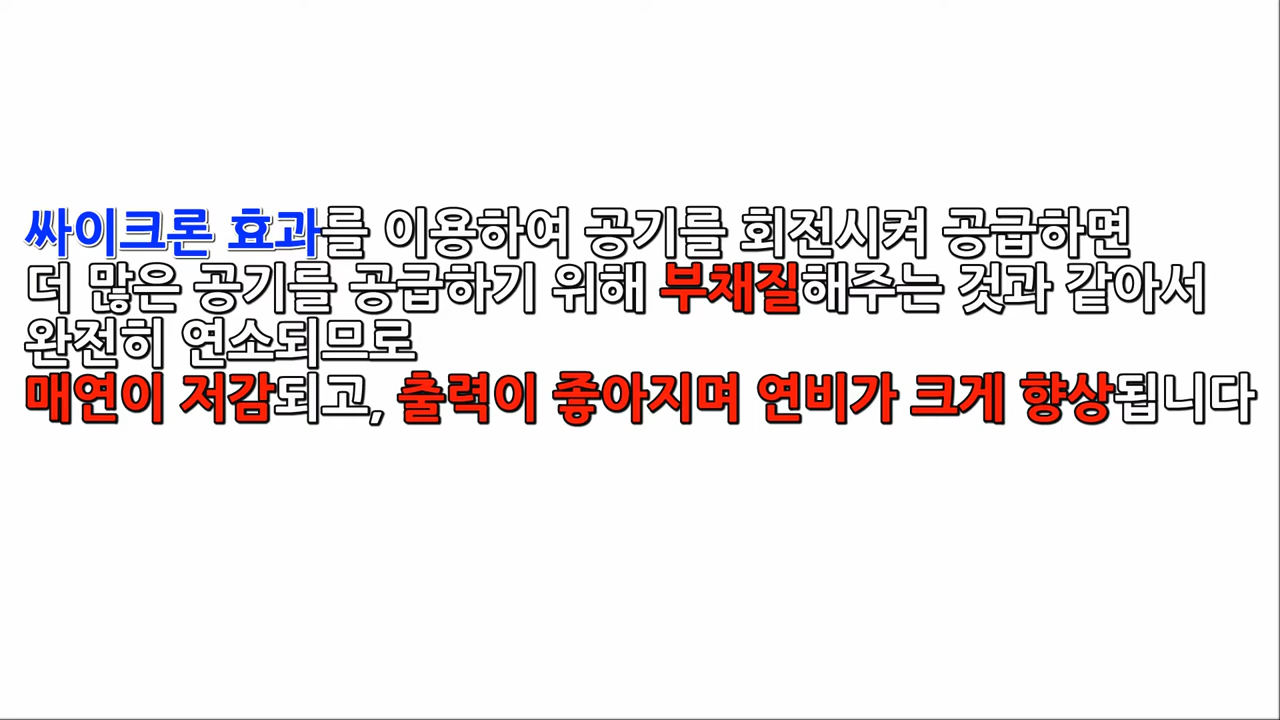 싸이크론 효과를 이용하여 공기를 회전시켜 공급하면
더 많은 공기를 공급하기 위해 부채질해주는 것과 같아서
완전히 연소되므로
매연이 저감되고, 출력이 좋아지며 연비가 크게 향상됩니다